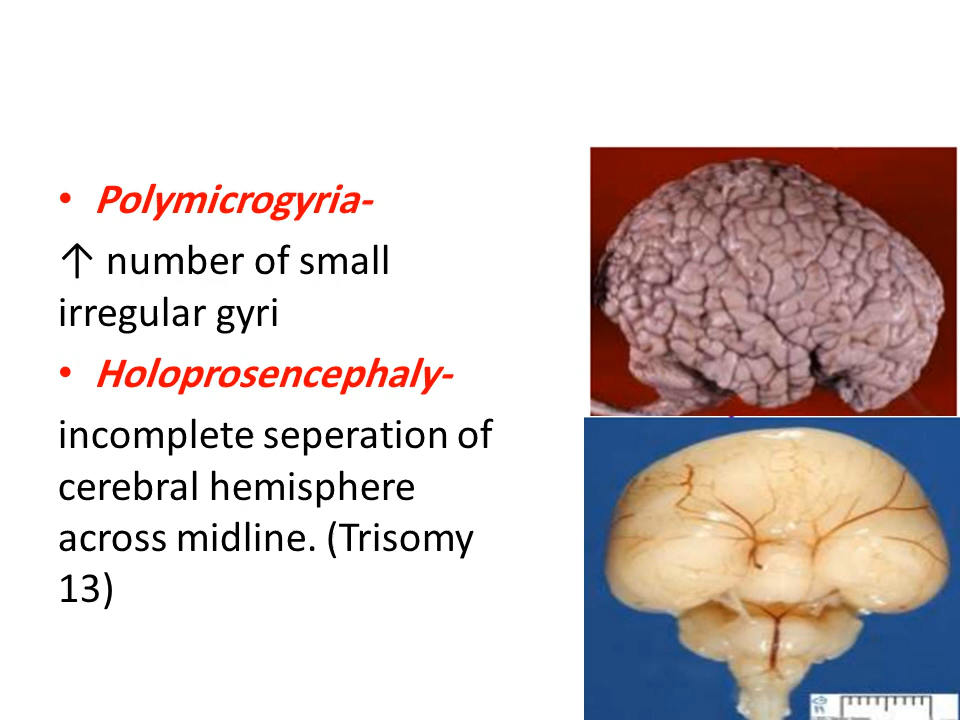 • Polymicrogyria-
↑ number of small
irregular gyri
• Holoprosencephaly-
incomplete seperation of
cerebral hemisphere
across midline. (Trisomy
13)